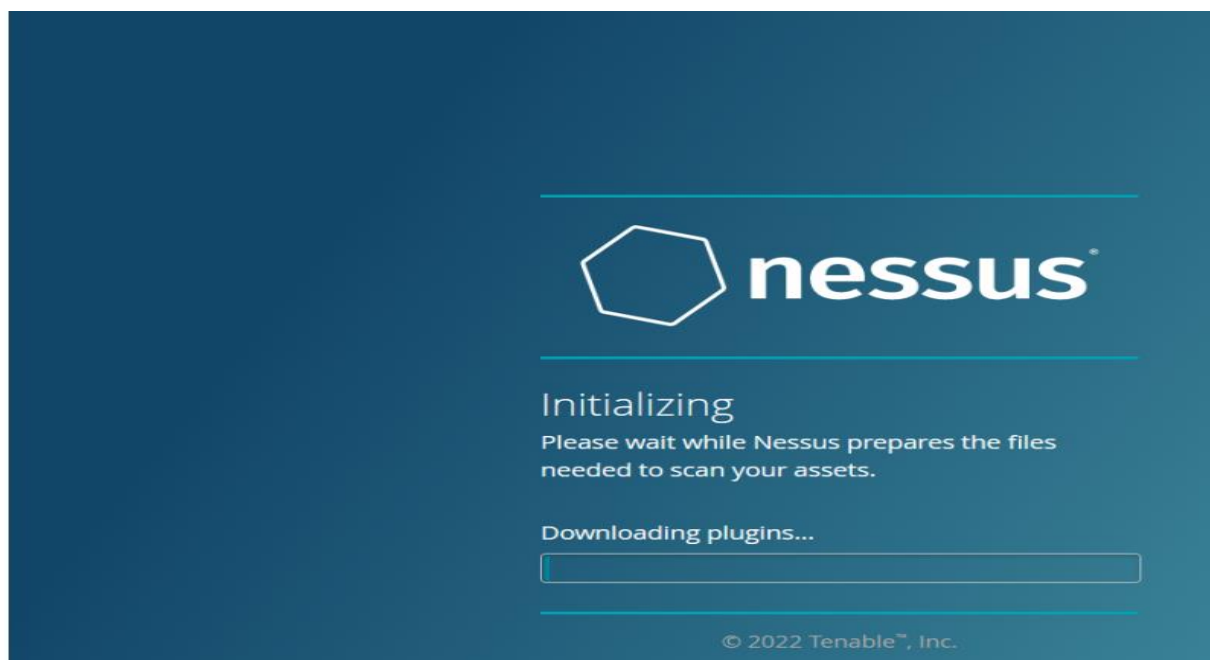 nessus®
Initializing
Please wait while Nessus prepares the files
needed to scan your assets.
Downloading plugins...
© 2022 Tenable™, Inc.